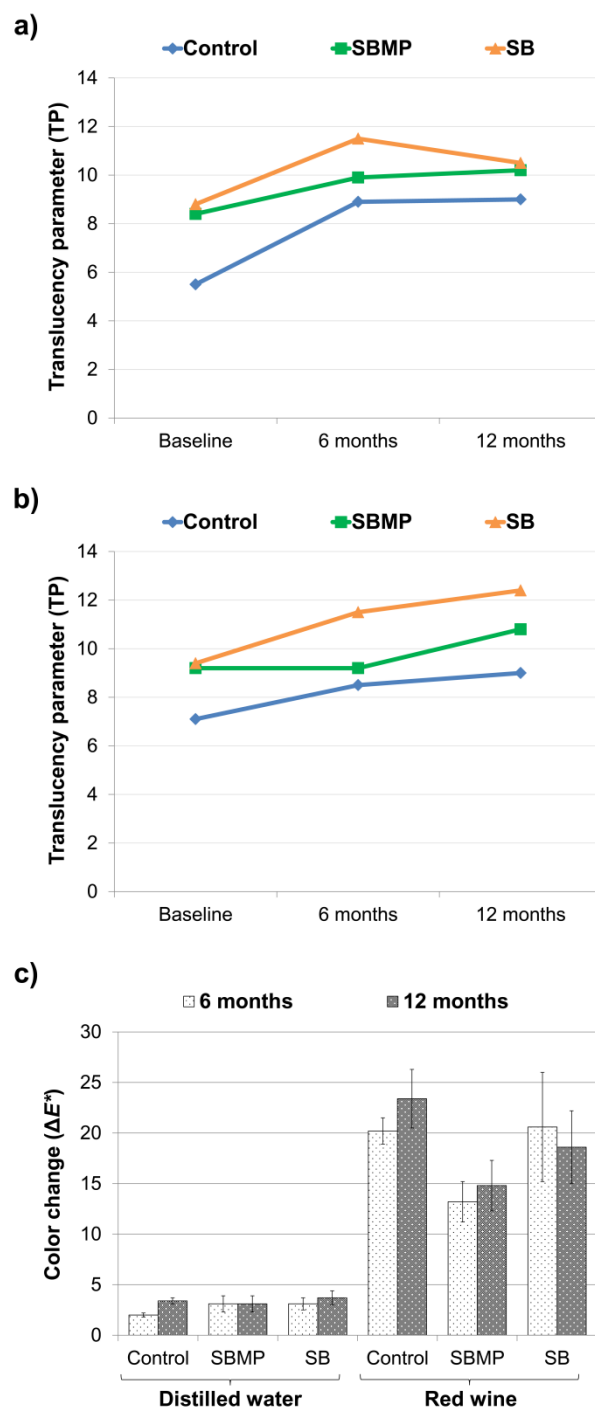 a)
Control SBMP SB
Translucency parameter (TP)
14
12
10
8
6
4
2
0
Baseline 6 months 12 months
b)
Control SBMP SB
Translucency parameter (TP)
14
12
10
8
6
4
2
0
Baseline 6 months 12 months
c)
6 months 12 months
Color change (ΔE*)
30
25
20
15
10
5
0
Control SBMP SB Control SBMP SB
Distilled water Red wine